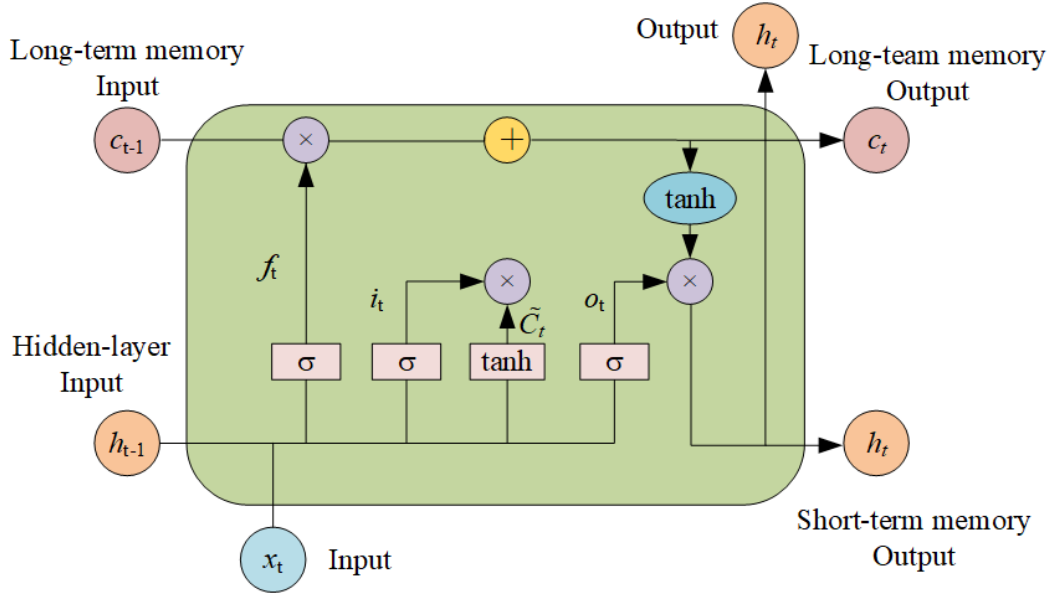 Output
h_t
Long-term memory
Input
Long-team memory
Output
c_t-1
×
+
c_t
tanh
f_t
i_t
×
C̃_t
o_t
×
Hidden-layer
Input
σ
σ
tanh
σ
h_t-1
h_t
x_t
Input
Short-term memory
Output